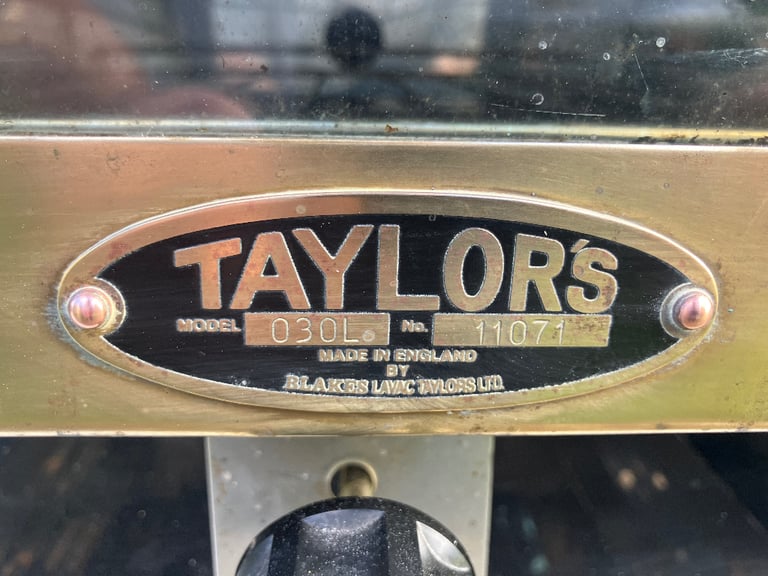 TAYLOR'S
MODEL 030L No. 11071
MADE IN ENGLAND
BY
BLAKES LAVAC TAYLORS LTD.